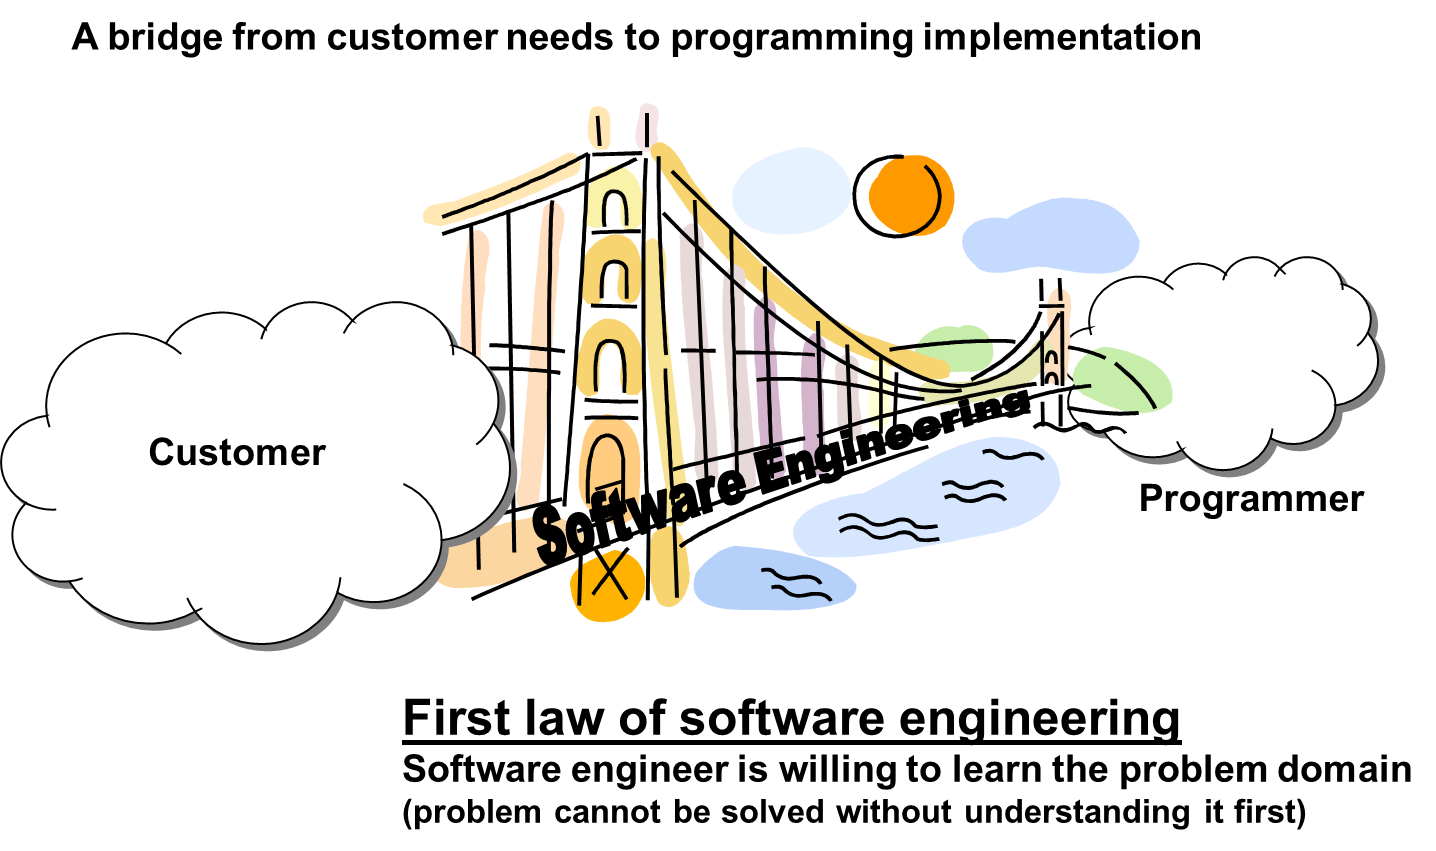 A bridge from customer needs to programming implementation
Customer
Software Engineering
Programmer
First law of software engineering
Software engineer is willing to learn the problem domain
(problem cannot be solved without understanding it first)